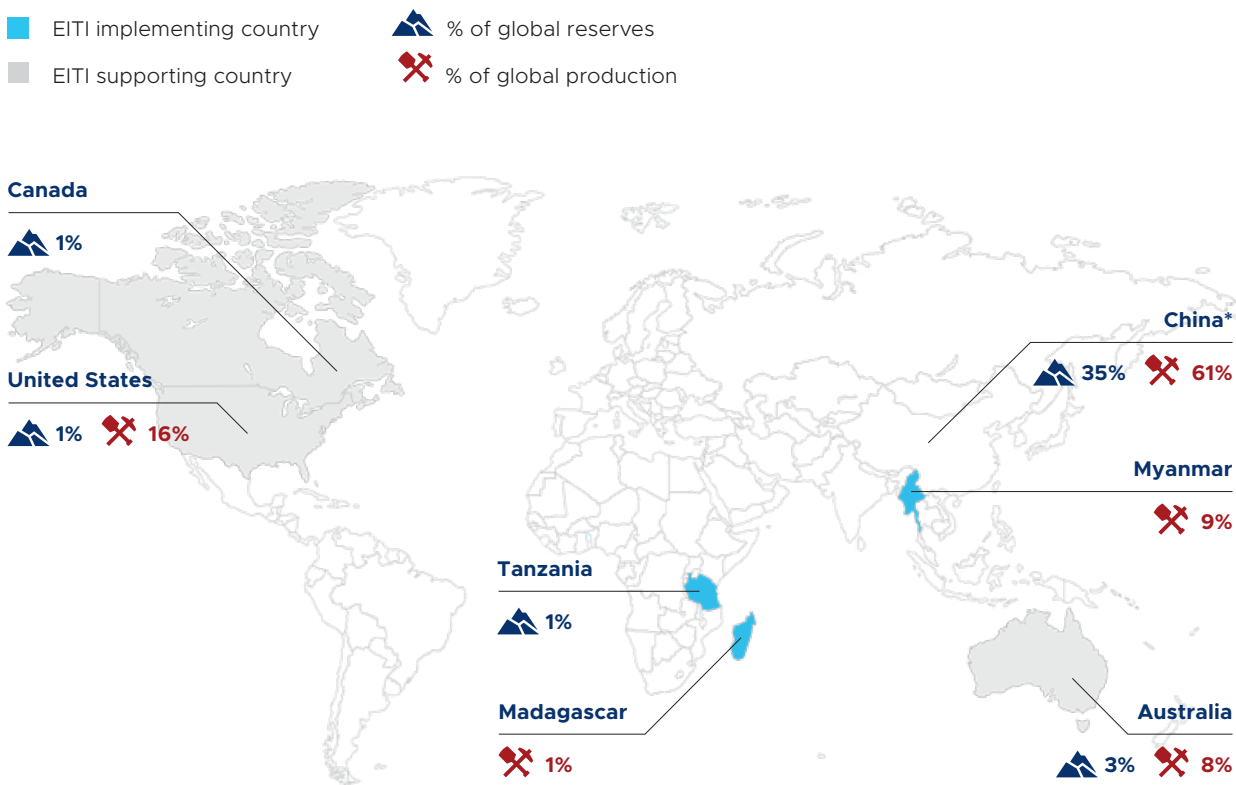 EITI implementing country
% of global reserves
EITI supporting country
% of global production
Canada
1%
United States
1% 16%
China*
35% 61%
Myanmar
9%
Tanzania
1%
Madagascar
1%
Australia
3% 8%